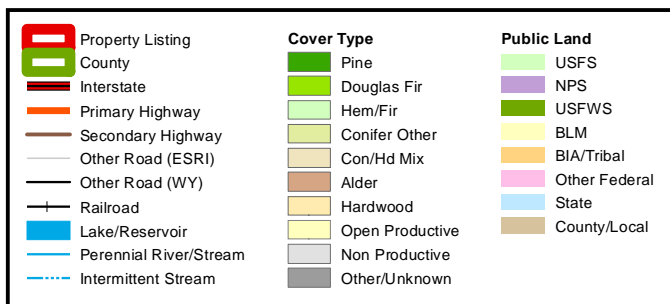 Property Listing
County
Interstate
Primary Highway
Secondary Highway
Other Road (ESRI)
Other Road (WY)
Railroad
Lake/Reservoir
Perennial River/Stream
Intermittent Stream
Cover Type
Pine
Douglas Fir
Hem/Fir
Conifer Other
Con/Hd Mix
Alder
Hardwood
Open Productive
Non Productive
Other/Unknown
Public Land
USFS
NPS
USFWS
BLM
BIA/Tribal
Other Federal
State
County/Local